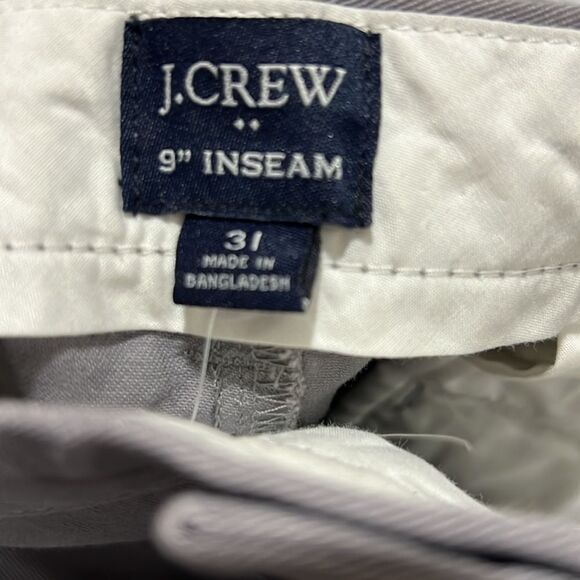 J.CREW
9" INSEAM
31
MADE IN
BANGLADESH